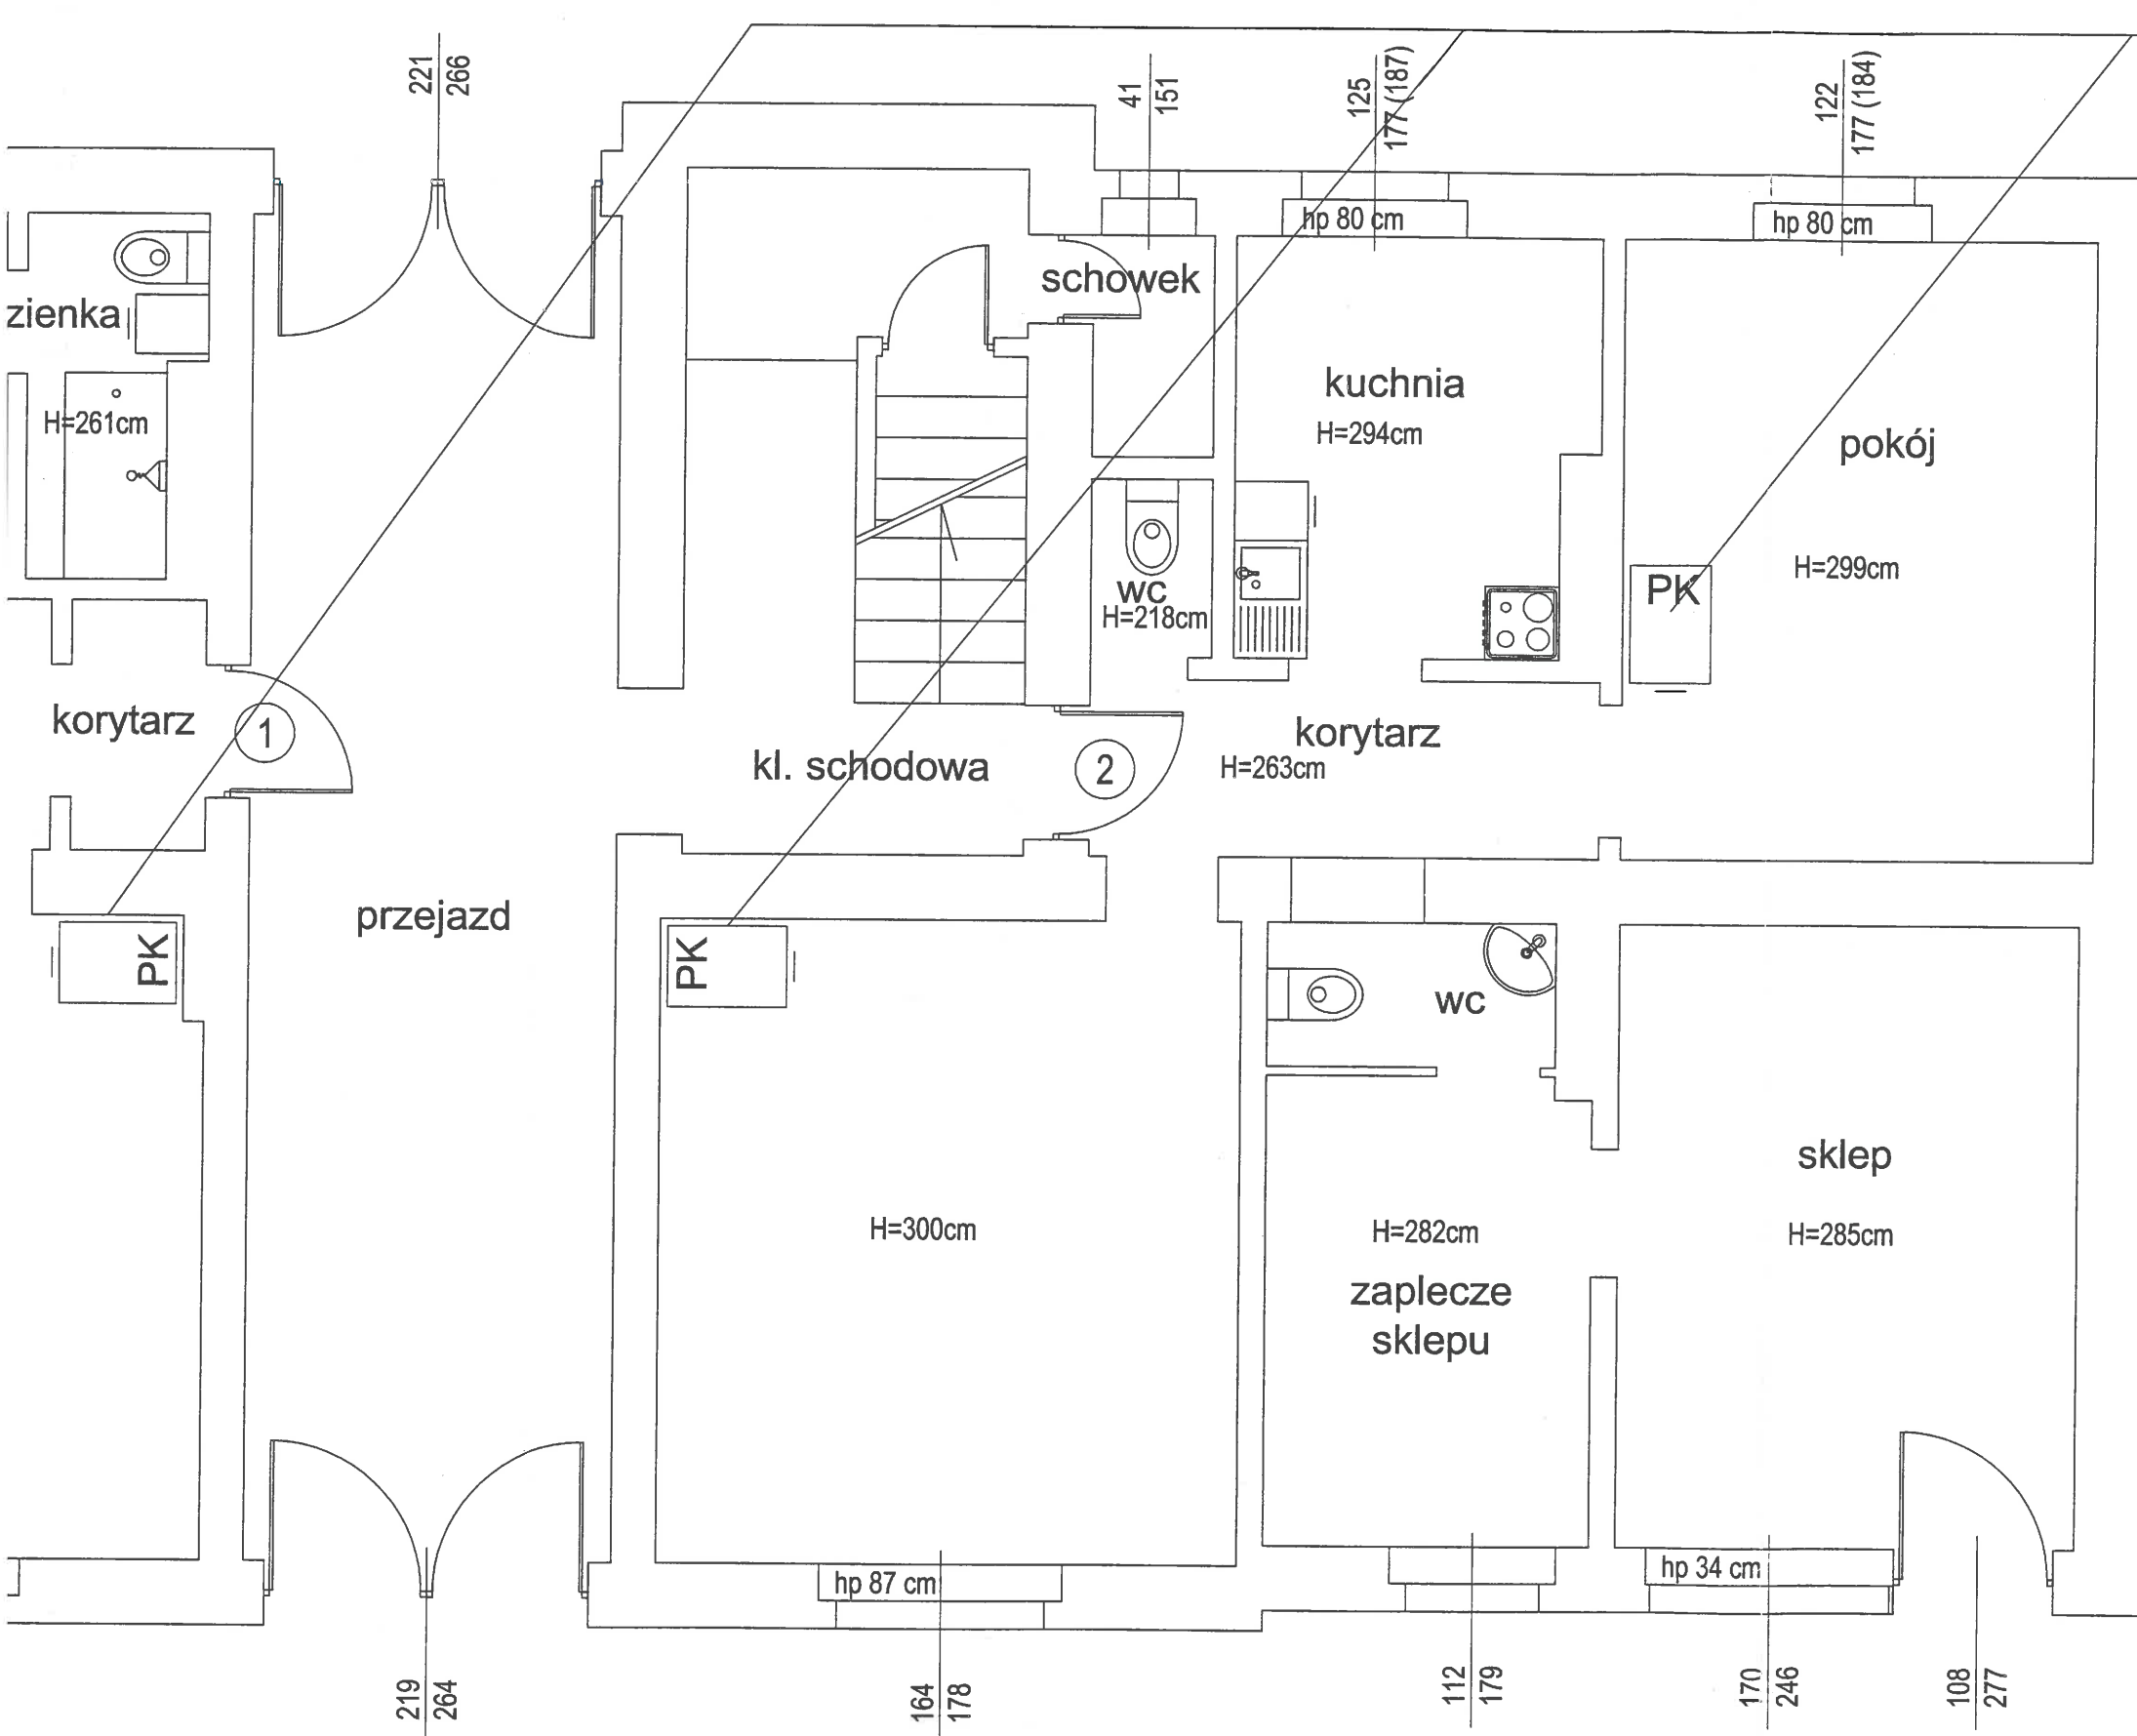 221
266
41
151
125
177 (187)
122
177 (184)
hp 80 cm
hp 80 cm
schowek
zienka
kuchnia
H=294cm
H=261cm
pokój
H=299cm
PK
wc
H=218cm
korytarz
1
kl. schodowa
2
korytarz
H=263cm
przejazd
PK
PK
wc
sklep
H=300cm
H=282cm
H=285cm
zaplecze
sklepu
hp 87 cm
hp 34 cm
219
264
164
178
112
179
170
246
108
277